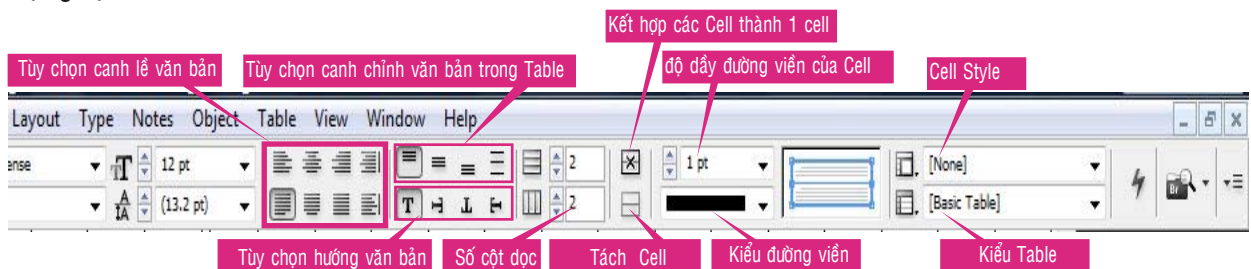 Kết hợp các Cell thành 1 cell
Tùy chọn canh lề văn bản
Tùy chọn canh chỉnh văn bản trong Table
độ dầy đường viền của Cell
Cell Style
Layout Type Notes Object Table View Window Help
ense
12 pt
2
1 pt
[None]
Br
(13.2 pt)
2
[Basic Table]
Tùy chọn hướng văn bản
Số cột dọc
Tách Cell
Kiểu đường viền
Kiểu Table